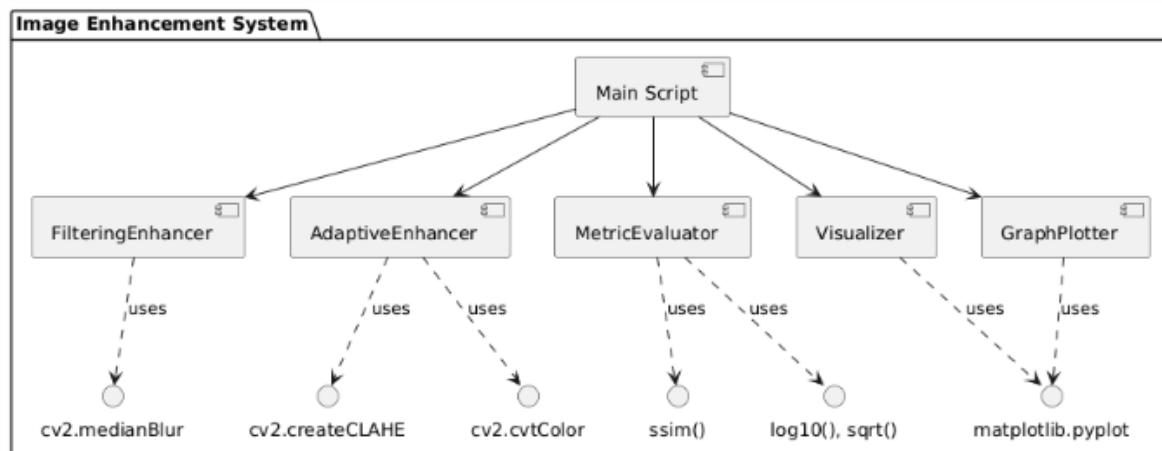 Image Enhancement System
Main Script
FilteringEnhancer
AdaptiveEnhancer
MetricEvaluator
Visualizer
GraphPlotter
uses
uses
uses
uses
uses
uses
uses
cv2.medianBlur
cv2.createCLAHE
cv2.cvtColor
ssim()
log10(), sqrt()
matplotlib.pyplot